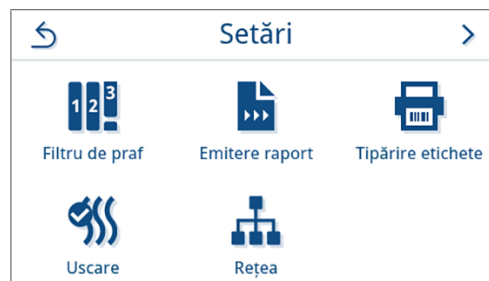 Setări
1 2 3
Filtru de praf
Emitere raport
Tipărire etichete
Uscare
Rețea